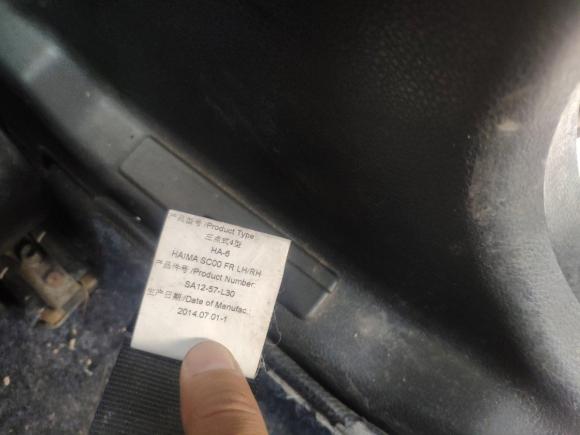 产品型号/Product Type:
三点式4型
HA-6
HAIMA SC00 FR LH/RH
产品件号/Product Number:
SA12-57-L30
生产日期/Date of Manufac.:
2014.07.01-1